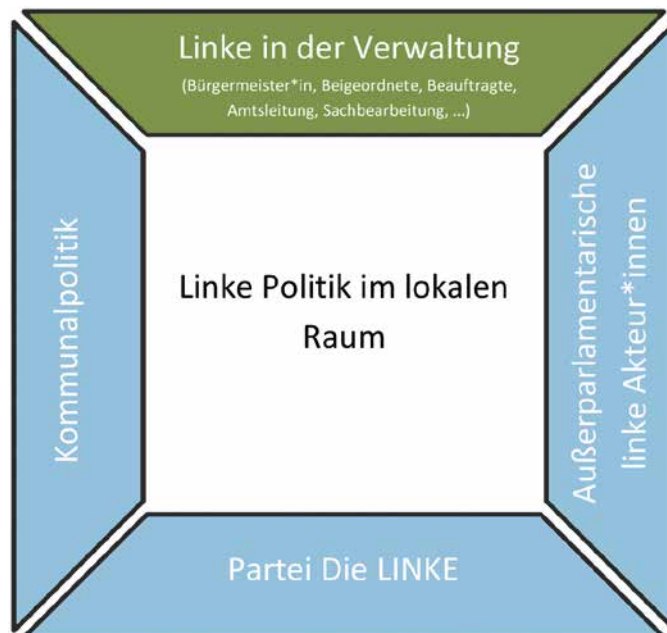 Linke in der Verwaltung
(Bürgermeister*in, Beigeordnete, Beauftragte,
Amtsleitung, Sachbearbeitung, ...)
Kommunalpolitik
Linke Politik im lokalen
Raum
Außerparlamentarische
linke Akteur*innen
Partei Die LINKE